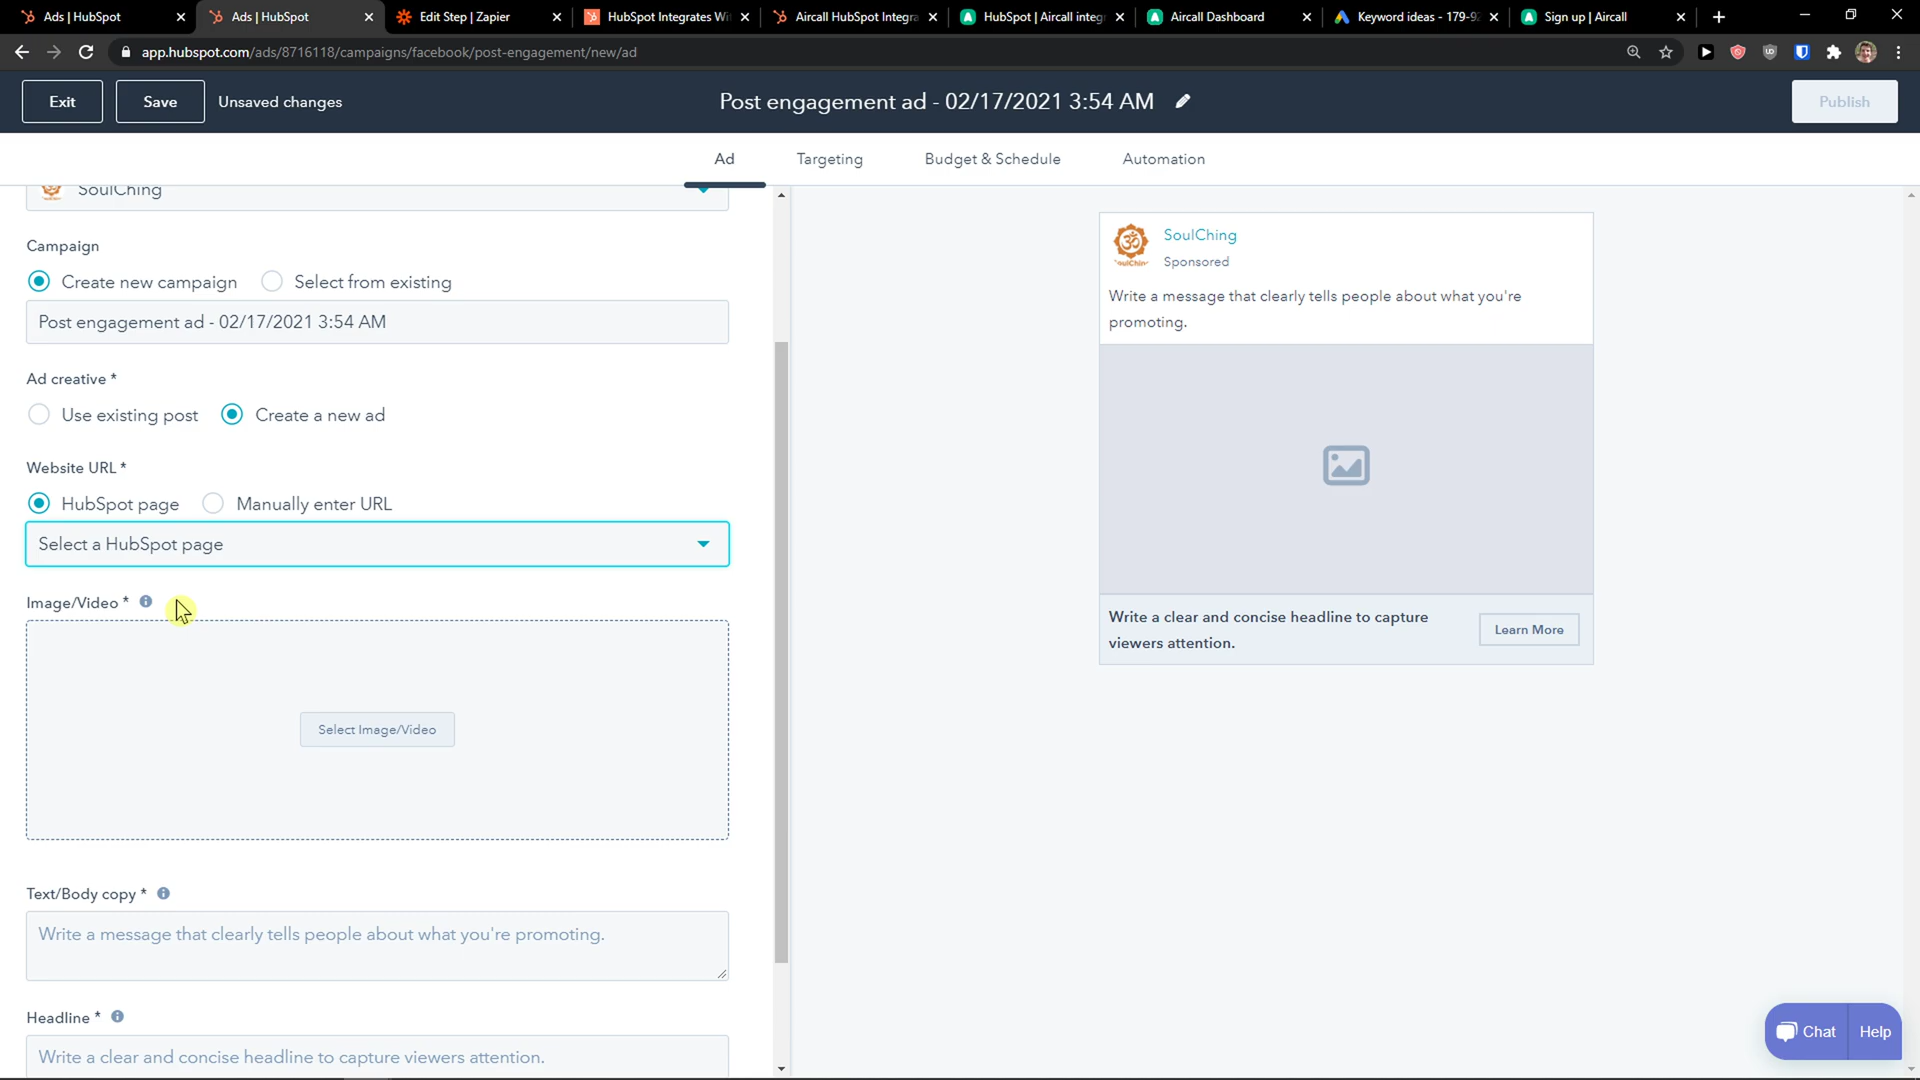 Ads | HubSpot
Ads | HubSpot
Edit Step | Zapier
HubSpot Integrates Wi
Aircall HubSpot Integra
HubSpot | Aircall integ
Aircall Dashboard
Keyword ideas - 179-9
Sign up | Aircall
app.hubspot.com/ads/8716118/campaigns/facebook/post-engagement/new/ad
Exit
Save
Unsaved changes
Post engagement ad - 02/17/2021 3:54 AM
Publish
Ad
Targeting
Budget & Schedule
Automation
SoulChing
Campaign
Create new campaign
Select from existing
Post engagement ad - 02/17/2021 3:54 AM
Ad creative *
Use existing post
Create a new ad
Website URL *
HubSpot page
Manually enter URL
Select a HubSpot page
Image/Video *
Select Image/Video
Text/Body copy *
Write a message that clearly tells people about what you're promoting.
Headline *
Write a clear and concise headline to capture viewers attention.
SoulChing
Sponsored
Write a message that clearly tells people about what you're
promoting.
Write a clear and concise headline to capture
viewers attention.
Learn More
Chat
Help